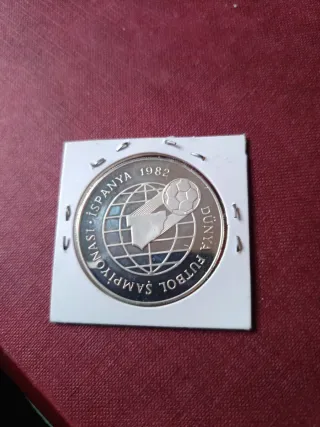 DÜNYA FUTBOL ŞAMPİYONASI · İSPANYA 1982